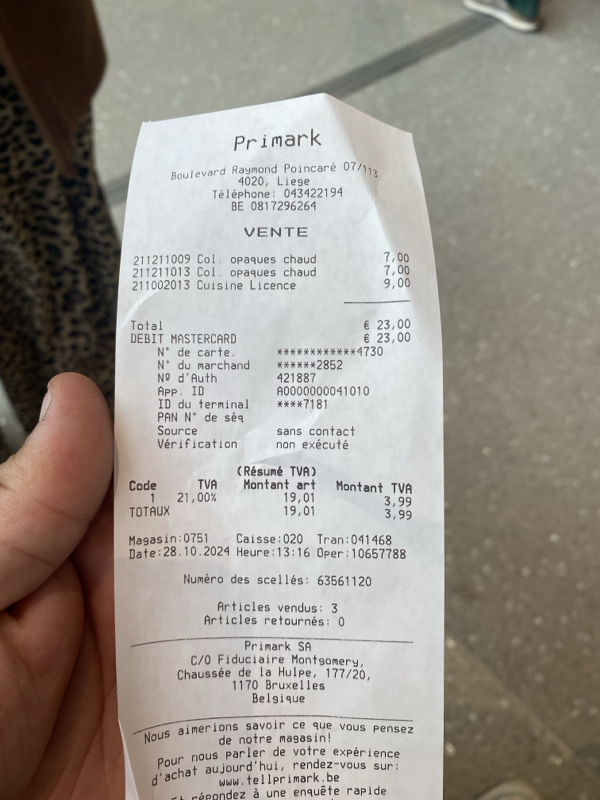 Primark
Boulevard Raymond Poincaré 07/113
4020, Liege
Téléphone: 043422194
BE 0817296264
VENTE
211211009 Col. opaques chaud 7,00
211211013 Col. opaques chaud 7,00
211002013 Cuisine Licence 9,00
Total € 23,00
DEBIT MASTERCARD € 23,00
N° de carte. ************4730
N° du marchand ******2852
Nº d'Auth 421887
App. ID A0000000041010
ID du terminal ****7181
PAN N° de séq
Source sans contact
Vérification non exécuté
(Résumé TVA)
Code TVA Montant art Montant TVA
1 21,00% 19,01 3,99
TOTAUX 19,01 3,99
Magasin:0751 Caisse:020 Tran:041468
Date:28.10.2024 Heure:13:16 Oper:10657788
Numéro des scellés: 63561120
Articles vendus: 3
Articles retournés: 0
Primark SA
C/O Fiduciaire Montgomery,
Chaussée de la Hulpe, 177/20,
1170 Bruxelles
Belgique
Nous aimerions savoir ce que vous pensez
de notre magasin!
Pour nous parler de votre expérience
d'achat aujourd'hui, rendez-vous sur:
www.tellprimark.be
Et répondez à une enquête rapide